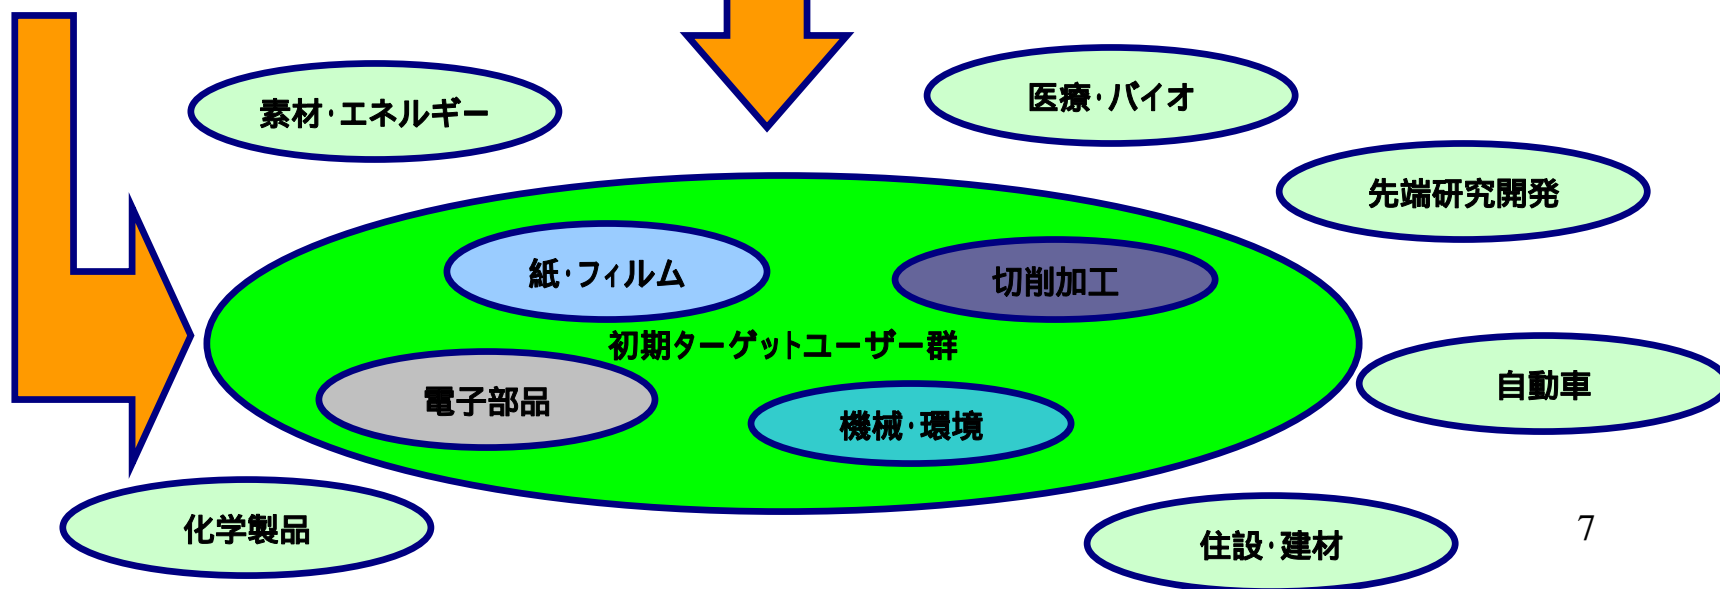 医療・バイオ
素材・エネルギー
先端研究開発
紙・フィルム
切削加工
初期ターゲットユーザー群
自動車
電子部品
機械・環境
化学製品
住設・建材
7